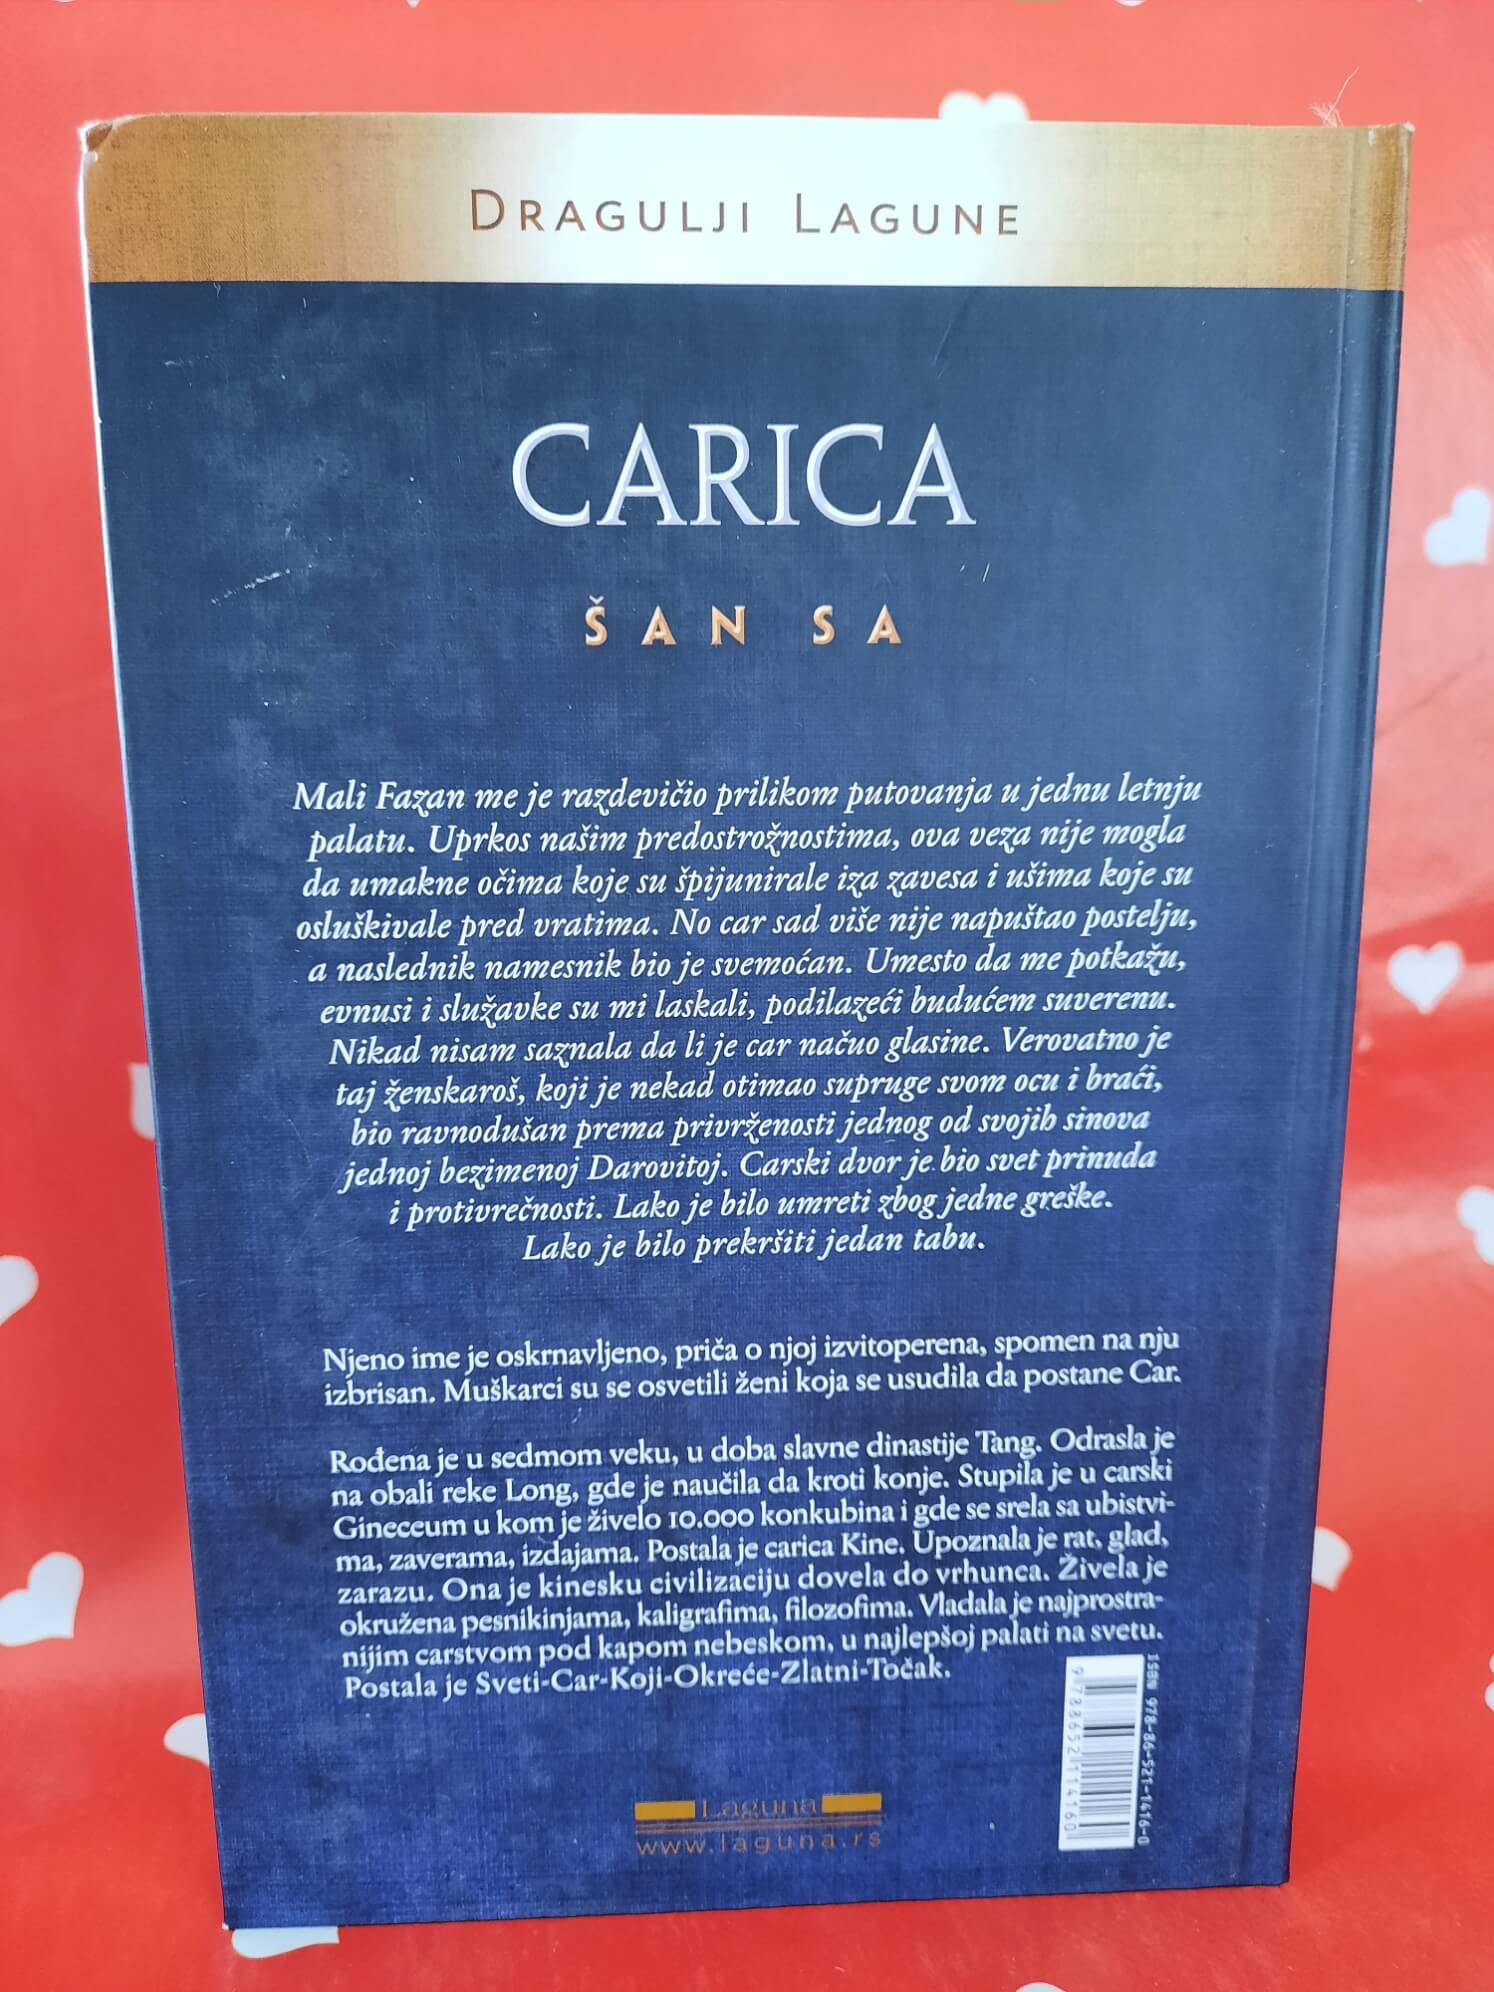 DRAGULJI LAGUNE
CARICA
ŠAN SA
Mali Fazan me je razdevičio prilikom putovanja u jednu letnju
palatu. Uprkos našim predostrožnostima, ova veza nije mogla
da umakne očima koje su špijunirale iza zavesa i ušima koje su
osluškivale pred vratima. No car sad više nije napuštao postelju,
a naslednik namesnik bio je svemoćan. Umesto da me potkažu,
evnusi i služavke su mi laskali, podilazeći budućem suverenu.
Nikad nisam saznala da li je car načuo glasine. Verovatno je
taj ženskaroš, koji je nekad otimao supruge svom ocu i braći,
bio ravnodušan prema privrženosti jednog od svojih sinova
jednoj bezimenoj Darovitoj. Carski dvor je bio svet prinuda
i protivrečnosti. Lako je bilo umreti zbog jedne greške.
Lako je bilo prekršiti jedan tabu.
Njeno ime je oskrnavljeno, priča o njoj izvitoperena, spomen na nju
izbrisan. Muškarci su se osvetili ženi koja se usudila da postane Car.
Rođena je u sedmom veku, u doba slavne dinastije Tang. Odrasla je
na obali reke Long, gde je naučila da kroti konje. Stupila je u carski
Gineceum u kom je živelo 10.000 konkubina i gde se srela sa ubistvi-
ma, zaverama, izdajama. Postala je carica Kine. Upoznala je rat, glad,
zarazu. Ona je kinesku civilizaciju dovela do vrhunca. Živela je
okružena pesnikinjama, kaligrafima, filozofima. Vladala je najprostra-
nijim carstvom pod kapom nebeskom, u najlepšoj palati na svetu.
Postala je Sveti-Car-Koji-Okreće-Zlatni-Točak.
ISBN 978-86-521-1416-0
9788652114160
Laguna
www.laguna.rs